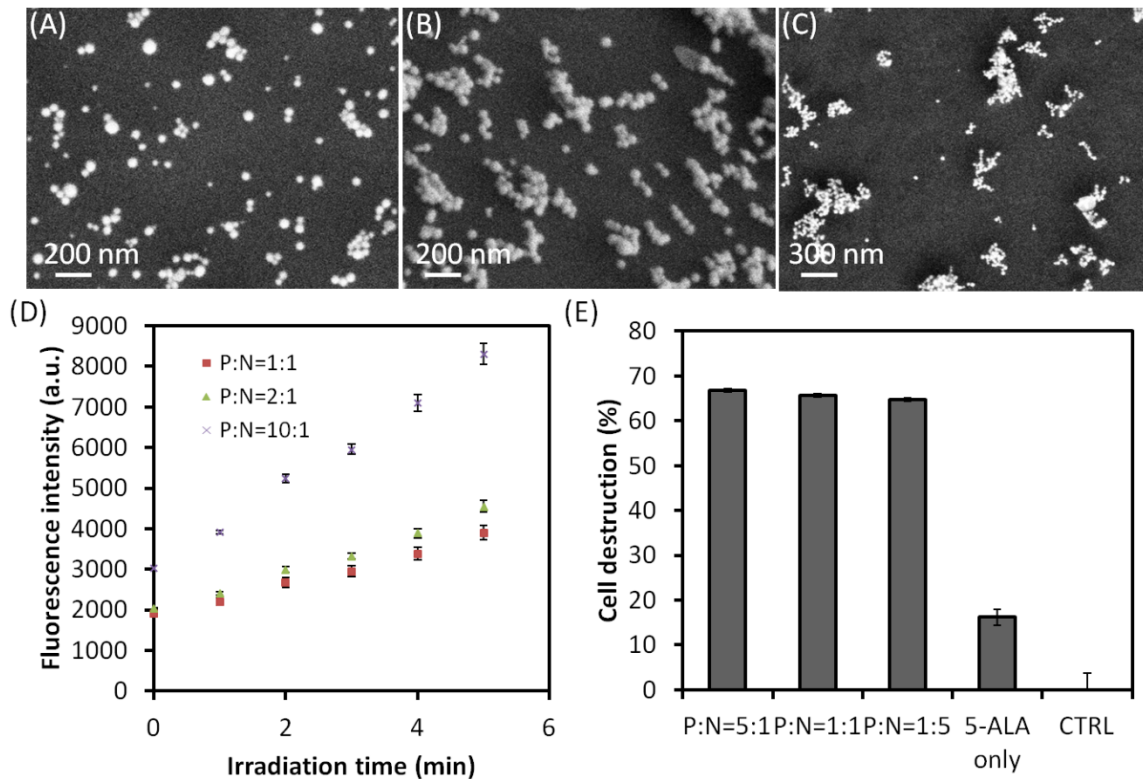 (A)
200 nm
(B)
200 nm
(C)
300 nm
(D)
Fluorescence intensity (a.u.)
9000
8000
7000
6000
5000
4000
3000
2000
1000
0
P:N=1:1
P:N=2:1
P:N=10:1
0 2 4 6
Irradiation time (min)
(E)
Cell destruction (%)
80
70
60
50
40
30
20
10
0
P:N=5:1 P:N=1:1 P:N=1:5 5-ALA CTRL
only